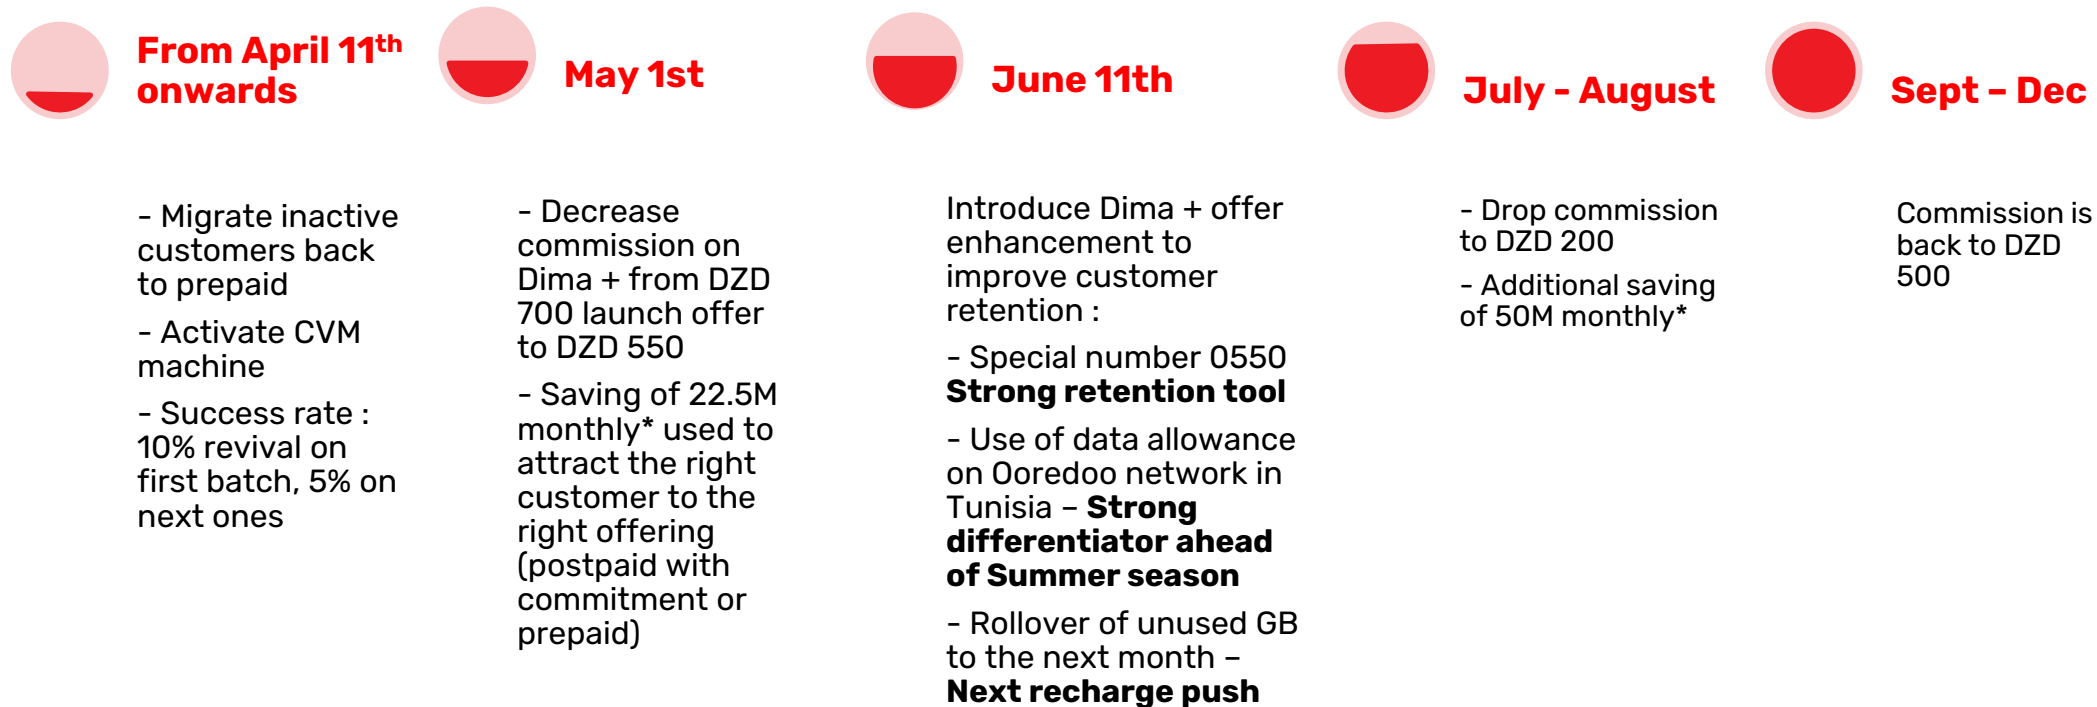 From April 11th
onwards
- Migrate inactive
customers back
to prepaid
- Activate CVM
machine
- Success rate :
10% revival on
first batch, 5% on
next ones
May 1st
- Decrease
commission on
Dima + from DZD
700 launch offer
to DZD 550
- Saving of 22.5M
monthly* used to
attract the right
customer to the
right offering
(postpaid with
commitment or
prepaid)
June 11th
Introduce Dima + offer
enhancement to
improve customer
retention :
- Special number 0550
Strong retention tool
- Use of data allowance
on Ooredoo network in
Tunisia – Strong
differentiator ahead
of Summer season
- Rollover of unused GB
to the next month –
Next recharge push
July - August
- Drop commission
to DZD 200
- Additional saving
of 50M monthly*
Sept – Dec
Commission is
back to DZD
500